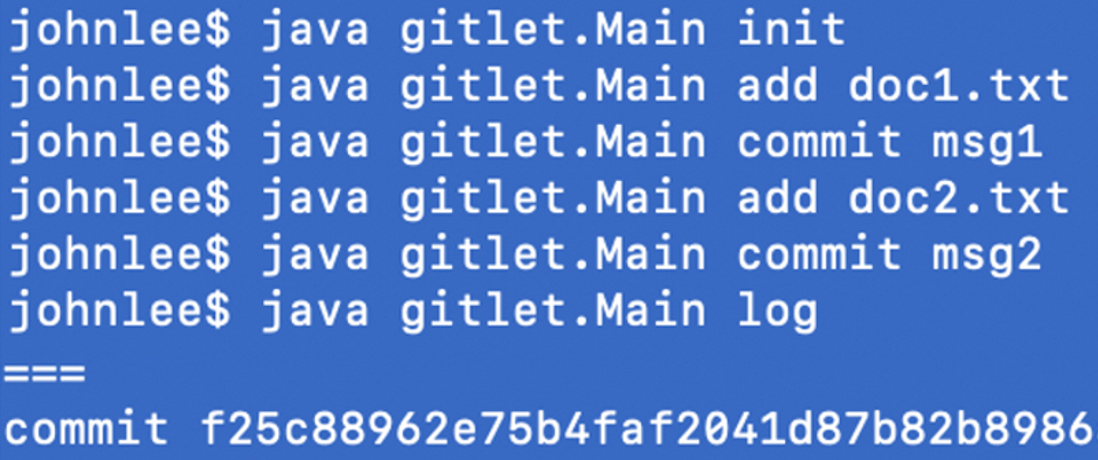 johnlee$ java gitlet.Main init
johnlee$ java gitlet.Main add doc1.txt
johnlee$ java gitlet.Main commit msg1
johnlee$ java gitlet.Main add doc2.txt
johnlee$ java gitlet.Main commit msg2
johnlee$ java gitlet.Main log
===
commit f25c88962e75b4faf2041d87b82b8986